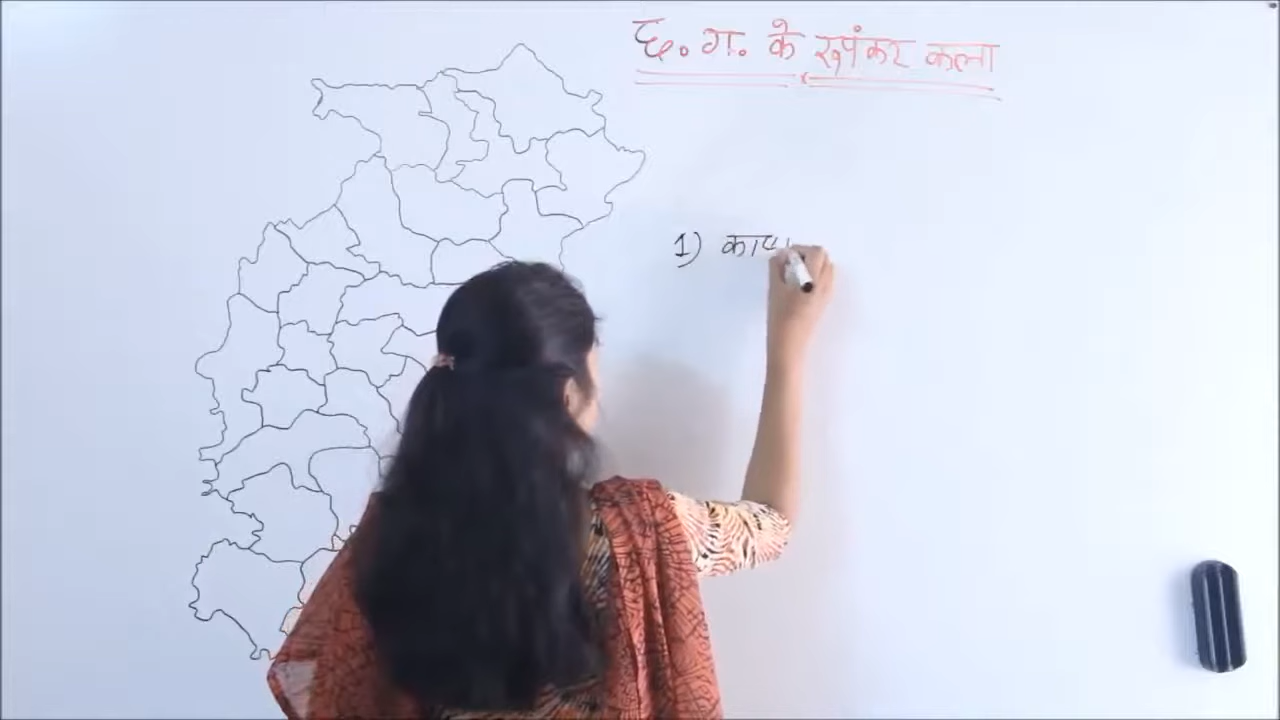 छ. ग. के रूपंकर कला
1) काष